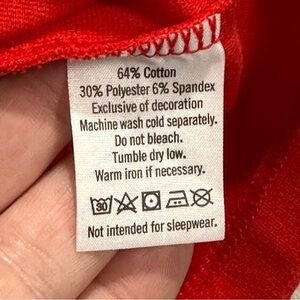 64% Cotton
30% Polyester 6% Spandex
Exclusive of decoration
Machine wash cold separately.
Do not bleach.
Tumble dry low.
Warm iron if necessary.
30
Not intended for sleepwear.